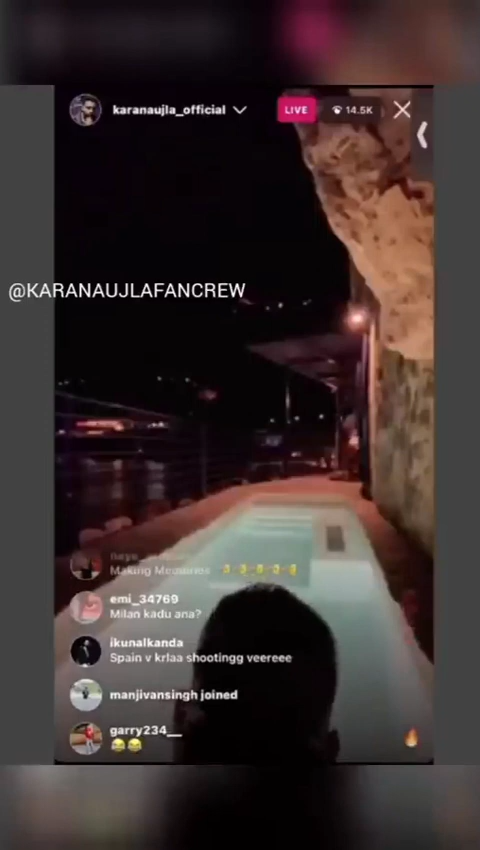 karanaujla_official
LIVE
14.5K
@KARANAUJLAFANCREW
Making Memories
emi_34769
Milan kadu ana?
ikunalkanda
Spain v krlaa shootingg veereee
manjivansingh joined
garry234__